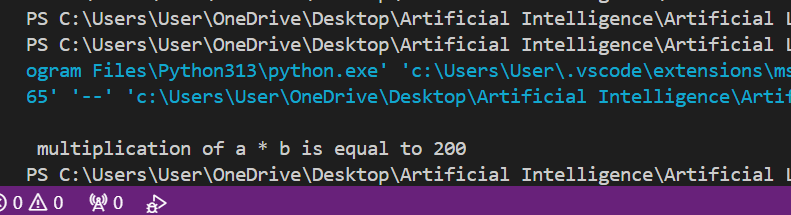 PS C:\Users\User\OneDrive\Desktop\Artificial Intelligence\Artificial
PS C:\Users\User\OneDrive\Desktop\Artificial Intelligence\Artificial
ogram Files\Python313\python.exe' 'c:\Users\User\.vscode\extensions\ms
65' '--' 'c:\Users\User\OneDrive\Desktop\Artificial Intelligence\Artif
multiplication of a * b is equal to 200
PS C:\Users\User\OneDrive\Desktop\Artificial Intelligence\Artificial
0 0 0